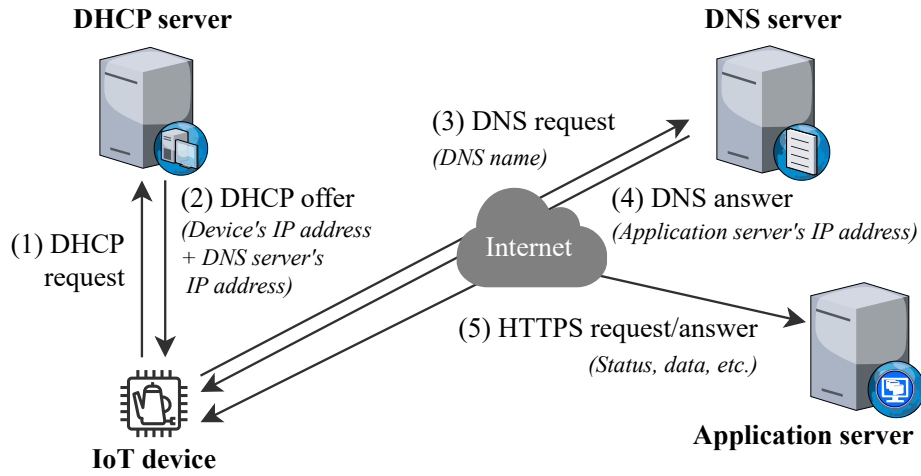 DHCP server
DNS server
(3) DNS request
(DNS name)
(2) DHCP offer
(Device's IP address
+ DNS server's
IP address)
(4) DNS answer
(Application server's IP address)
(1) DHCP
request
Internet
(5) HTTPS request/answer
(Status, data, etc.)
IoT device
Application server